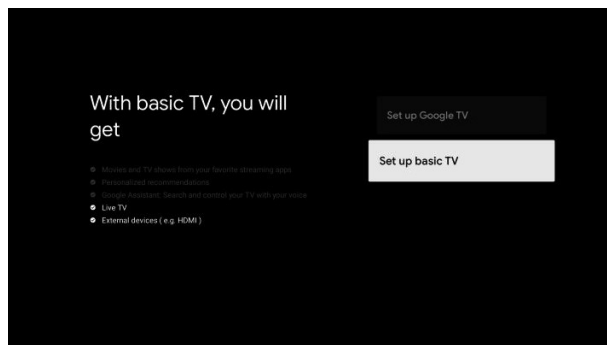 With basic TV, you will
get
Movies and TV shows from your favorite streaming apps
Personalized recommendations
Google Assistant: Search and control your TV with your voice
Live TV
External devices ( e.g. HDMI )
Set up Google TV
Set up basic TV